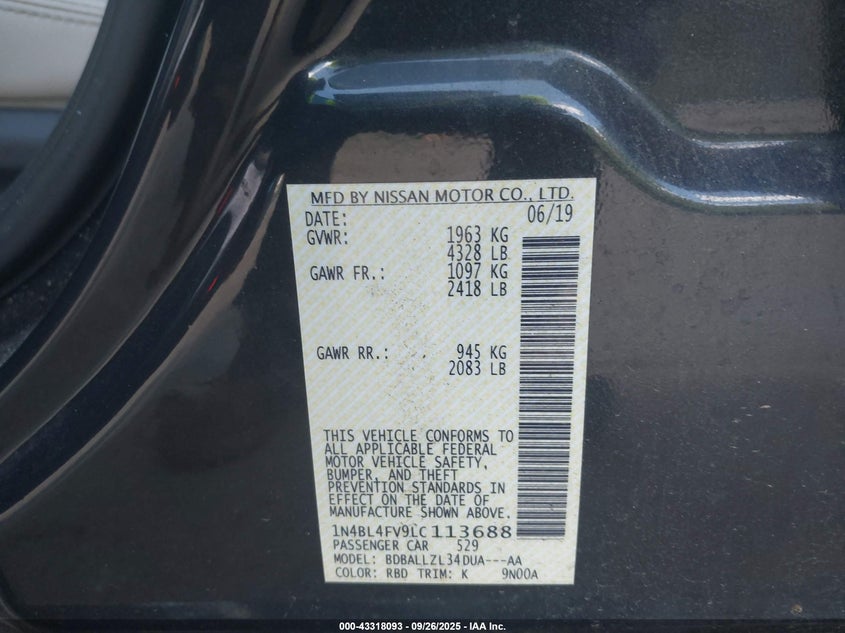 MFD BY NISSAN MOTOR CO., LTD.
DATE: 06/19
GVWR: 1963 KG
4328 LB
GAWR FR.: 1097 KG
2418 LB
GAWR RR.: 945 KG
2083 LB
THIS VEHICLE CONFORMS TO
ALL APPLICABLE FEDERAL
MOTOR VEHICLE SAFETY,
BUMPER, AND THEFT
PREVENTION STANDARDS IN
EFFECT ON THE DATE OF
MANUFACTURE SHOWN ABOVE.
1N4BL4FV9LC113688
PASSENGER CAR 529
MODEL: BDBALLZL34DUA---AA
COLOR: RBD TRIM: K 9N00A
000-43318093 - 09/26/2025 - IAA Inc.